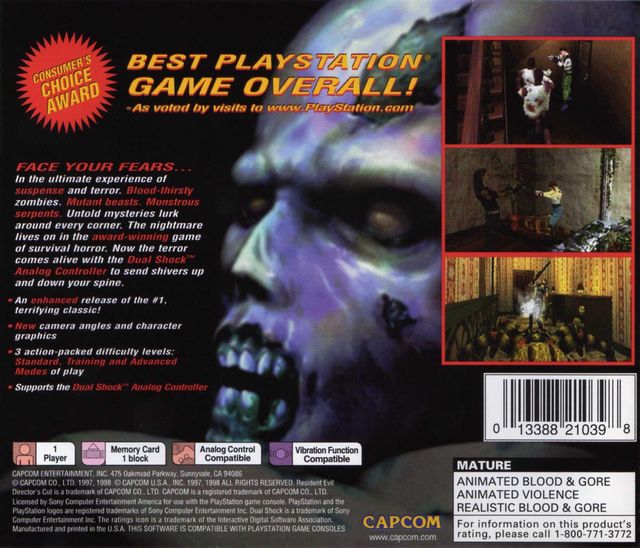 CONSUMER'S
CHOICE
AWARD
BEST PLAYSTATION®
GAME OVERALL!
-As voted by visits to www.PlayStation.com
FACE YOUR FEARS...
In the ultimate experience of
suspense and terror. Blood-thirsty
zombies. Mutant beasts. Monstrous
serpents. Untold mysteries lurk
around every corner. The nightmare
lives on in the award-winning game
of survival horror. Now the terror
comes alive with the Dual Shock™
Analog Controller to send shivers up
and down your spine.
• An enhanced release of the #1,
terrifying classic!
• New camera angles and character
graphics
• 3 action-packed difficulty levels:
Standard, Training and Advanced
Modes of play
• Supports the Dual Shock™ Analog Controller
1
Player
Memory Card
1 block
Analog Control
Compatible
Vibration Function
Compatible
CAPCOM ENTERTAINMENT, INC. 475 Oakmead Parkway, Sunnyvale, CA 94086
© CAPCOM CO., LTD. 1997, 1998 © CAPCOM U.S.A., INC. 1997, 1998 ALL RIGHTS RESERVED. Resident Evil
Director's Cut is a trademark of CAPCOM CO., LTD. CAPCOM is a registered trademark of CAPCOM CO., LTD.
Licensed by Sony Computer Entertainment America for use with the PlayStation game console. PlayStation and the
PlayStation logos are registered trademarks of Sony Computer Entertainment Inc. Dual Shock is a trademark of Sony
Computer Entertainment Inc. The ratings icon is a trademark of the Interactive Digital Software Association.
Manufactured and printed in the U.S.A. THIS SOFTWARE IS COMPATIBLE WITH PLAYSTATION GAME CONSOLES
CAPCOM
www.capcom.com
0 13388 21039 8
MATURE
ANIMATED BLOOD & GORE
ANIMATED VIOLENCE
REALISTIC BLOOD & GORE
For information on this product's
rating, please call 1-800-771-3772